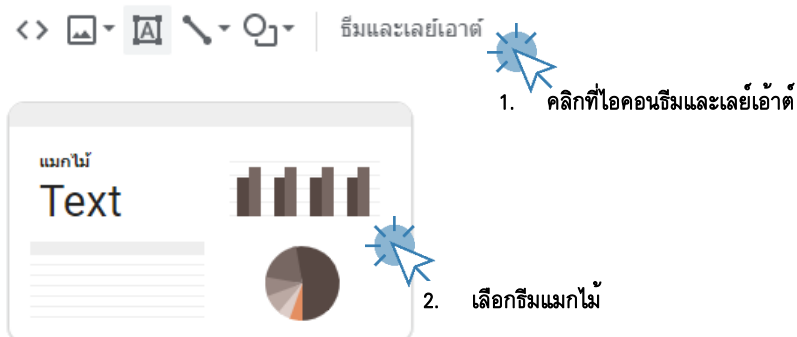 ธีมและเลย์เอาต์
1. คลิกที่ไอคอนธีมและเลย์เอ้าต์
แมกไม้
Text
2. เลือกธีมแมกไม้